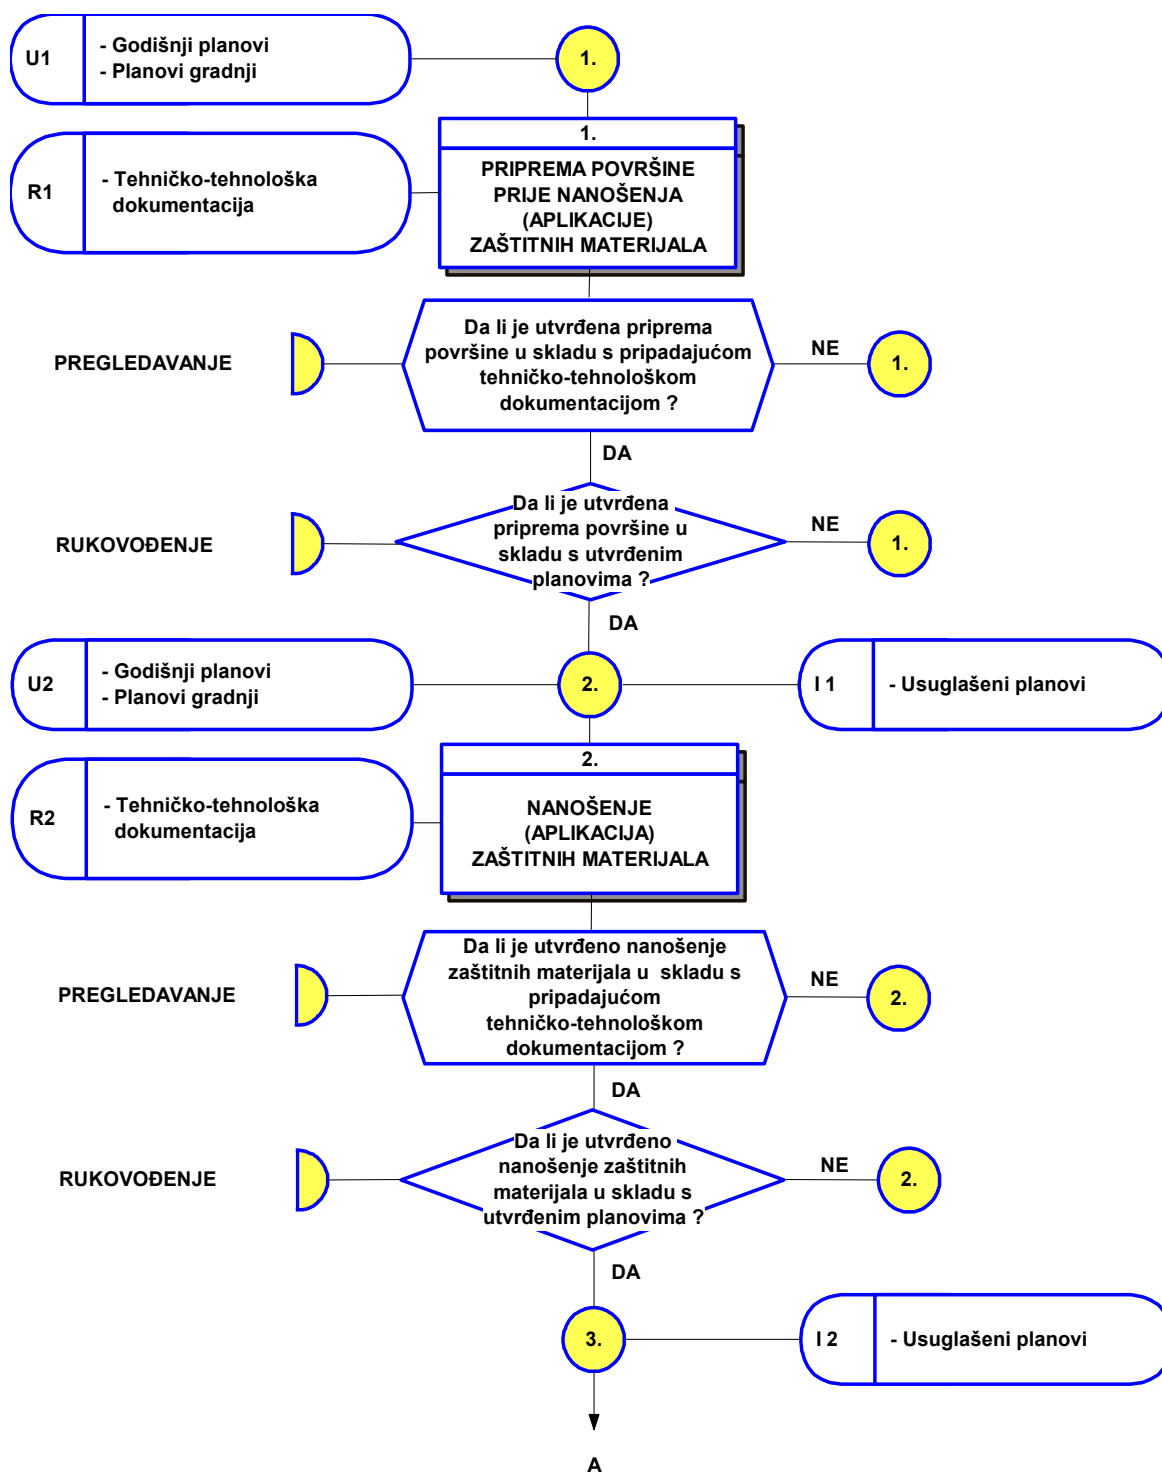 U1
- Godišnji planovi
- Planovi gradnji
1.
1.
PRIPREMA POVRŠINE
PRIJE NANOŠENJA
(APLIKACIJE)
ZAŠTITNIH MATERIJALA
R1
- Tehničko-tehnološka
dokumentacija
PREGLEDAVANJE
Da li je utvrđena priprema
površine u skladu s pripadajućom
tehničko-tehnološkom
dokumentacijom ?
NE
1.
DA
RUKOVOĐENJE
Da li je utvrđena
priprema površine u
skladu s utvrđenim
planovima ?
NE
1.
DA
U2
- Godišnji planovi
- Planovi gradnji
2.
I 1
- Usuglašeni planovi
2.
NANOŠENJE
(APLIKACIJA)
ZAŠTITNIH MATERIJALA
R2
- Tehničko-tehnološka
dokumentacija
PREGLEDAVANJE
Da li je utvrđeno nanošenje
zaštitnih materijala u skladu s
pripadajućom
tehničko-tehnološkom
dokumentacijom ?
NE
2.
DA
RUKOVOĐENJE
Da li je utvrđeno
nanošenje zaštitnih
materijala u skladu s
utvrđenim planovima ?
NE
2.
DA
3.
I 2
- Usuglašeni planovi
A